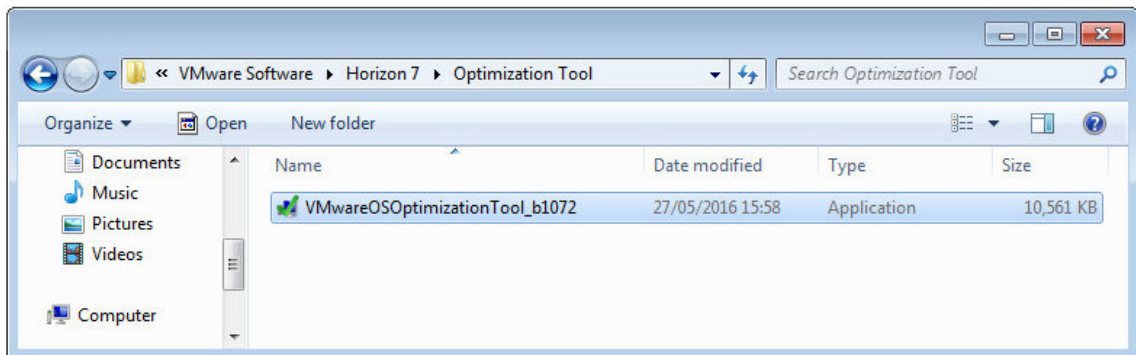 « VMware Software ▸ Horizon 7 ▸ Optimization Tool
Search Optimization Tool
Organize ▾ Open New folder
Documents
Music
Pictures
Videos
Computer
Name Date modified Type Size
VMwareOSOptimizationTool_b1072 27/05/2016 15:58 Application 10,561 KB